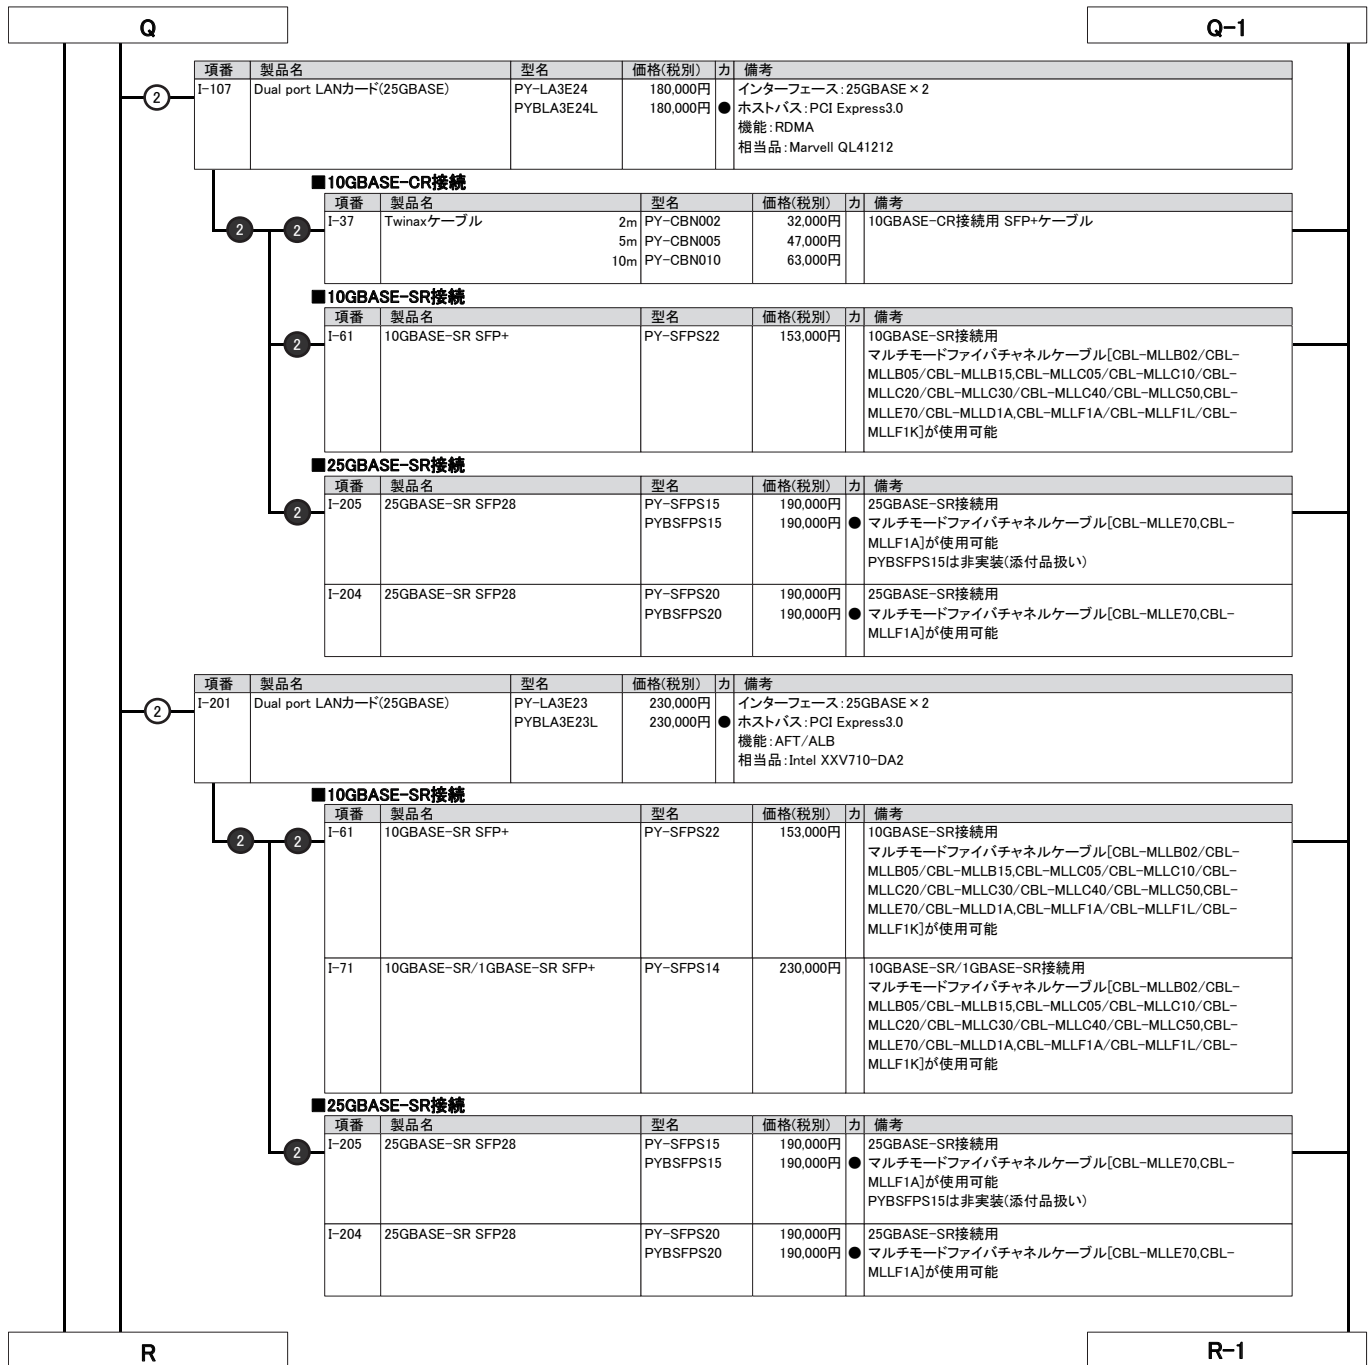 Q
Q-1
項番 製品名 型名 価格(税別) カ 備考
2 I-107 Dual port LANカード(25GBASE) PY-LA3E24 180,000円 インターフェース:25GBASE×2
PYBLA3E24L 180,000円 ● ホストバス:PCI Express3.0
機能:RDMA
相当品:Marvell QL41212
■10GBASE-CR接続
項番 製品名 型名 価格(税別) カ 備考
2 2 I-37 Twinaxケーブル 2m PY-CBN002 32,000円 10GBASE-CR接続用 SFP+ケーブル
5m PY-CBN005 47,000円
10m PY-CBN010 63,000円
■10GBASE-SR接続
項番 製品名 型名 価格(税別) カ 備考
2 I-61 10GBASE-SR SFP+ PY-SFPS22 153,000円 10GBASE-SR接続用
マルチモードファイバチャネルケーブル[CBL-MLLB02/CBL-
MLLB05/CBL-MLLB15,CBL-MLLC05/CBL-MLLC10/CBL-
MLLC20/CBL-MLLC30/CBL-MLLC40/CBL-MLLC50,CBL-
MLLE70/CBL-MLLD1A,CBL-MLLF1A/CBL-MLLF1L/CBL-
MLLF1K]が使用可能
■25GBASE-SR接続
項番 製品名 型名 価格(税別) カ 備考
2 I-205 25GBASE-SR SFP28 PY-SFPS15 190,000円 25GBASE-SR接続用
PYBSFPS15 190,000円 ● マルチモードファイバチャネルケーブル[CBL-MLLE70,CBL-
MLLF1A]が使用可能
PYBSFPS15は非実装(添付品扱い)
I-204 25GBASE-SR SFP28 PY-SFPS20 190,000円 25GBASE-SR接続用
PYBSFPS20 190,000円 ● マルチモードファイバチャネルケーブル[CBL-MLLE70,CBL-
MLLF1A]が使用可能
項番 製品名 型名 価格(税別) カ 備考
2 I-201 Dual port LANカード(25GBASE) PY-LA3E23 230,000円 インターフェース:25GBASE×2
PYBLA3E23L 230,000円 ● ホストバス:PCI Express3.0
機能:AFT/ALB
相当品:Intel XXV710-DA2
■10GBASE-SR接続
項番 製品名 型名 価格(税別) カ 備考
2 2 I-61 10GBASE-SR SFP+ PY-SFPS22 153,000円 10GBASE-SR接続用
マルチモードファイバチャネルケーブル[CBL-MLLB02/CBL-
MLLB05/CBL-MLLB15,CBL-MLLC05/CBL-MLLC10/CBL-
MLLC20/CBL-MLLC30/CBL-MLLC40/CBL-MLLC50,CBL-
MLLE70/CBL-MLLD1A,CBL-MLLF1A/CBL-MLLF1L/CBL-
MLLF1K]が使用可能
I-71 10GBASE-SR/1GBASE-SR SFP+ PY-SFPS14 230,000円 10GBASE-SR/1GBASE-SR接続用
マルチモードファイバチャネルケーブル[CBL-MLLB02/CBL-
MLLB05/CBL-MLLB15,CBL-MLLC05/CBL-MLLC10/CBL-
MLLC20/CBL-MLLC30/CBL-MLLC40/CBL-MLLC50,CBL-
MLLE70/CBL-MLLD1A,CBL-MLLF1A/CBL-MLLF1L/CBL-
MLLF1K]が使用可能
■25GBASE-SR接続
項番 製品名 型名 価格(税別) カ 備考
2 I-205 25GBASE-SR SFP28 PY-SFPS15 190,000円 25GBASE-SR接続用
PYBSFPS15 190,000円 ● マルチモードファイバチャネルケーブル[CBL-MLLE70,CBL-
MLLF1A]が使用可能
PYBSFPS15は非実装(添付品扱い)
I-204 25GBASE-SR SFP28 PY-SFPS20 190,000円 25GBASE-SR接続用
PYBSFPS20 190,000円 ● マルチモードファイバチャネルケーブル[CBL-MLLE70,CBL-
MLLF1A]が使用可能
R
R-1